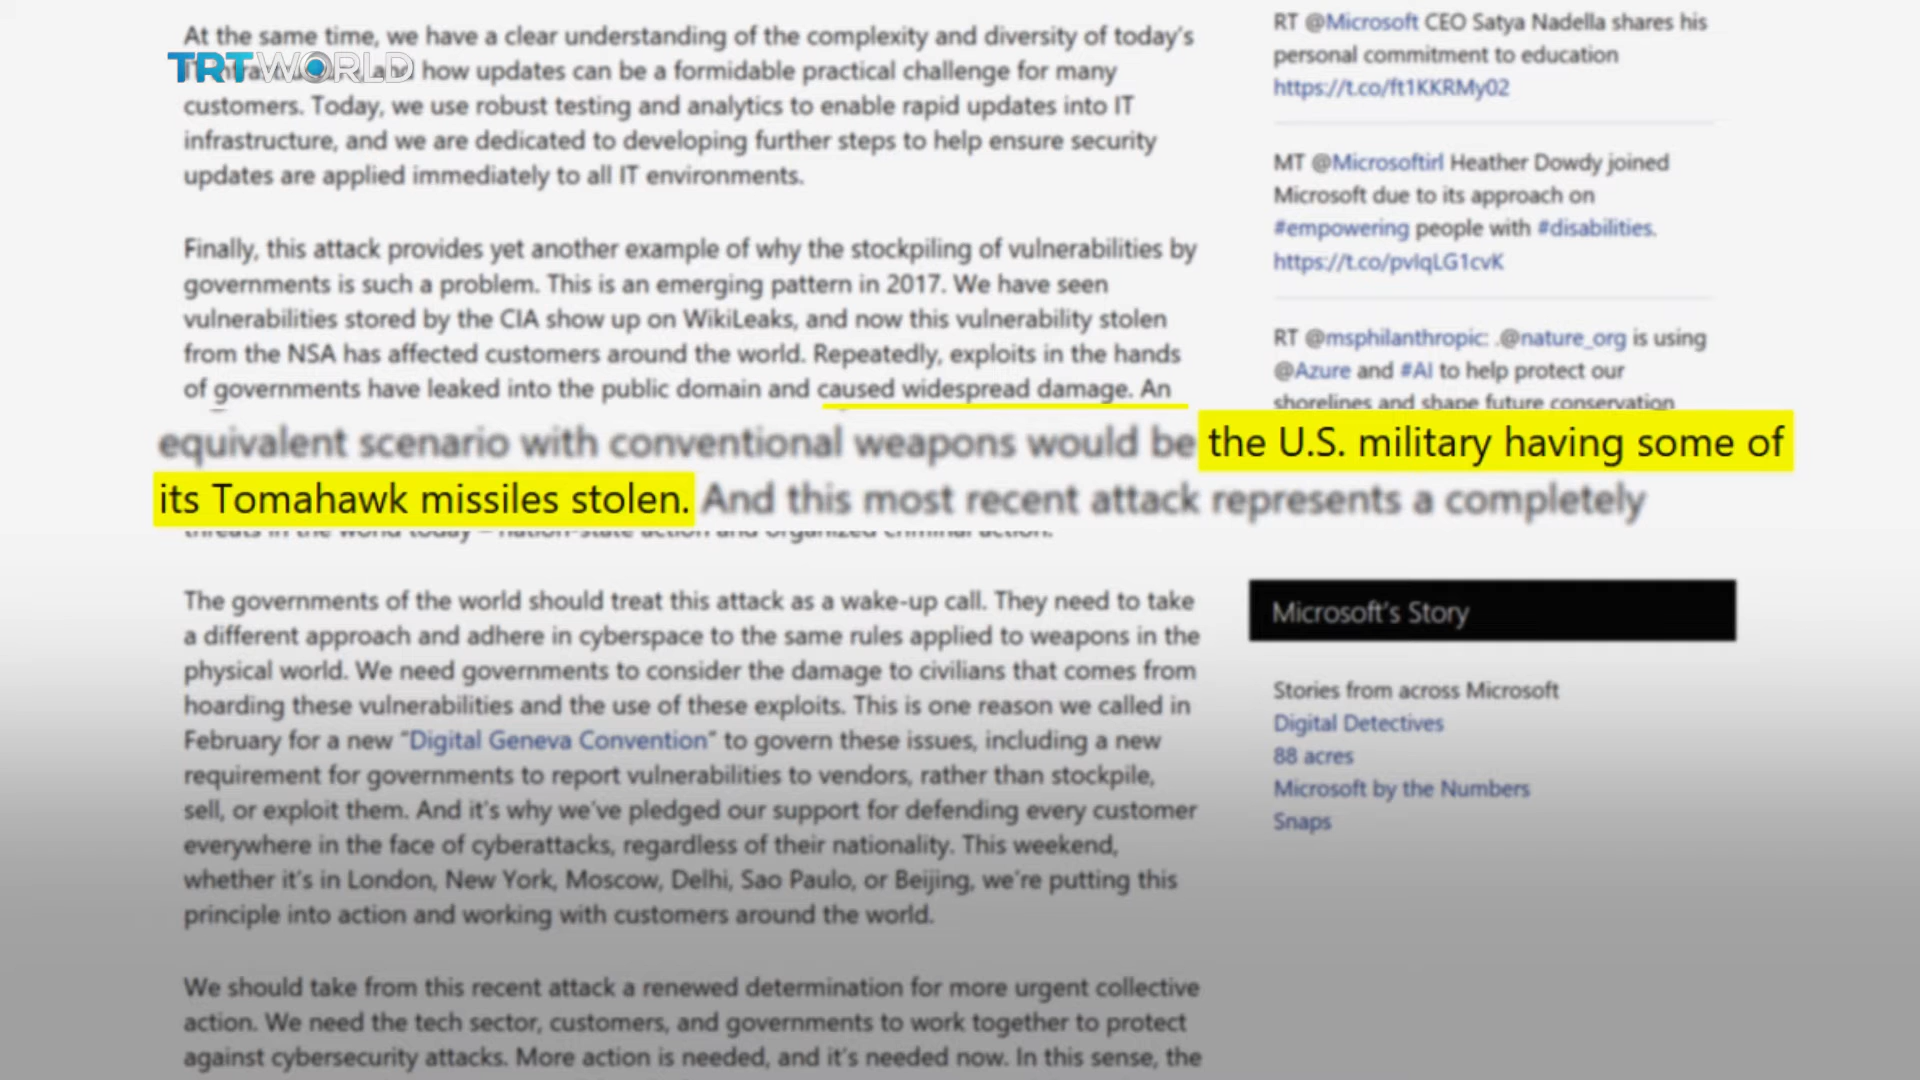 At the same time, we have a clear understanding of the complexity and diversity of today's
TRT WORLD
and how updates can be a formidable practical challenge for many
customers. Today, we use robust testing and analytics to enable rapid updates into IT
infrastructure, and we are dedicated to developing further steps to help ensure security
updates are applied immediately to all IT environments.
Finally, this attack provides yet another example of why the stockpiling of vulnerabilities by
governments is such a problem. This is an emerging pattern in 2017. We have seen
vulnerabilities stored by the CIA show up on WikiLeaks, and now this vulnerability stolen
from the NSA has affected customers around the world. Repeatedly, exploits in the hands
of governments have leaked into the public domain and caused widespread damage. An
equivalent scenario with conventional weapons would be the U.S. military having some of
its Tomahawk missiles stolen. And this most recent attack represents a completely
threats in the world today – nation-state action and organized criminal action.
The governments of the world should treat this attack as a wake-up call. They need to take
a different approach and adhere in cyberspace to the same rules applied to weapons in the
physical world. We need governments to consider the damage to civilians that comes from
hoarding these vulnerabilities and the use of these exploits. This is one reason we called in
February for a new "Digital Geneva Convention" to govern these issues, including a new
requirement for governments to report vulnerabilities to vendors, rather than stockpile,
sell, or exploit them. And it's why we've pledged our support for defending every customer
everywhere in the face of cyberattacks, regardless of their nationality. This weekend,
whether it's in London, New York, Moscow, Delhi, Sao Paulo, or Beijing, we're putting this
principle into action and working with customers around the world.
We should take from this recent attack a renewed determination for more urgent collective
action. We need the tech sector, customers, and governments to work together to protect
against cybersecurity attacks. More action is needed, and it's needed now. In this sense, the
RT @Microsoft CEO Satya Nadella shares his
personal commitment to education
https://t.co/ft1KKRMy02
MT @Microsoftirl Heather Dowdy joined
Microsoft due to its approach on
#empowering people with #disabilities.
https://t.co/pvIqLG1cvK
RT @msphilanthropic: .@nature_org is using
@Azure and #AI to help protect our
shorelines and shape future conservation
Microsoft's Story
Stories from across Microsoft
Digital Detectives
88 acres
Microsoft by the Numbers
Snaps